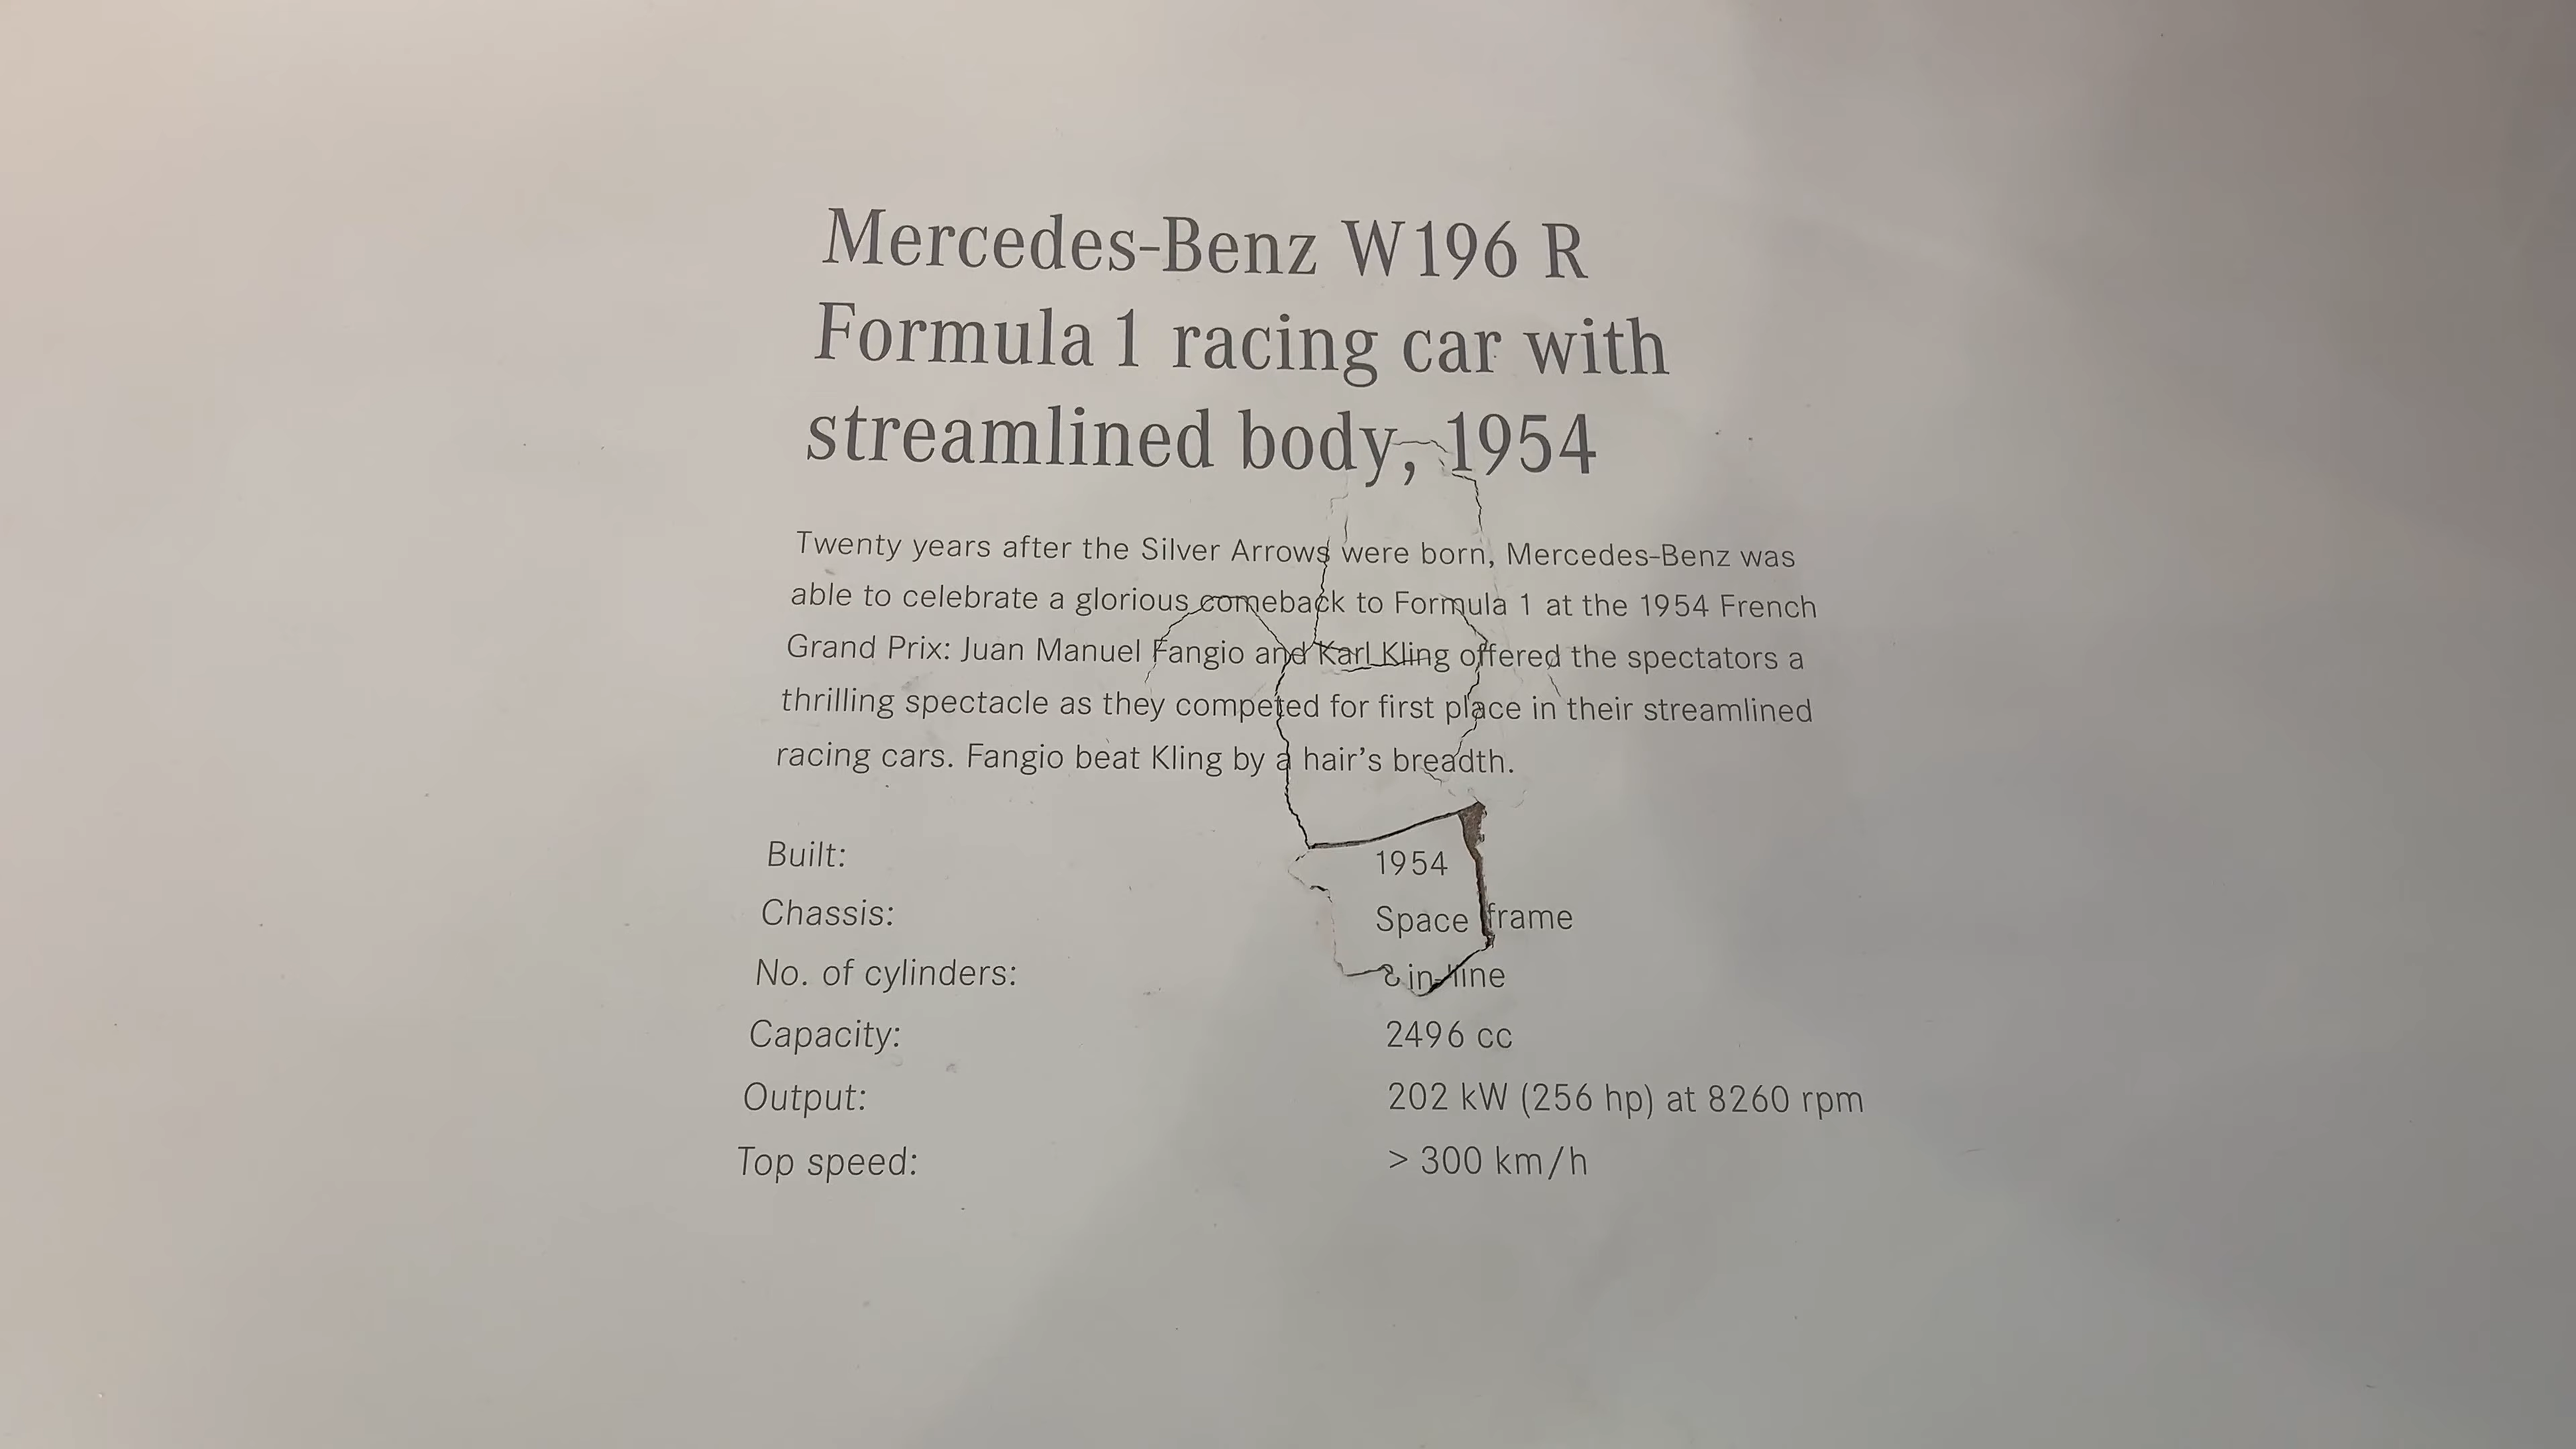 Mercedes-Benz W196 R
Formula 1 racing car with
streamlined body, 1954
Twenty years after the Silver Arrows were born, Mercedes-Benz was
able to celebrate a glorious comeback to Formula 1 at the 1954 French
Grand Prix: Juan Manuel Fangio and Karl Kling offered the spectators a
thrilling spectacle as they competed for first place in their streamlined
racing cars. Fangio beat Kling by a hair's breadth.
Built: 1954
Chassis: Space frame
No. of cylinders: 8 in-line
Capacity: 2496 cc
Output: 202 kW (256 hp) at 8260 rpm
Top speed: > 300 km/h